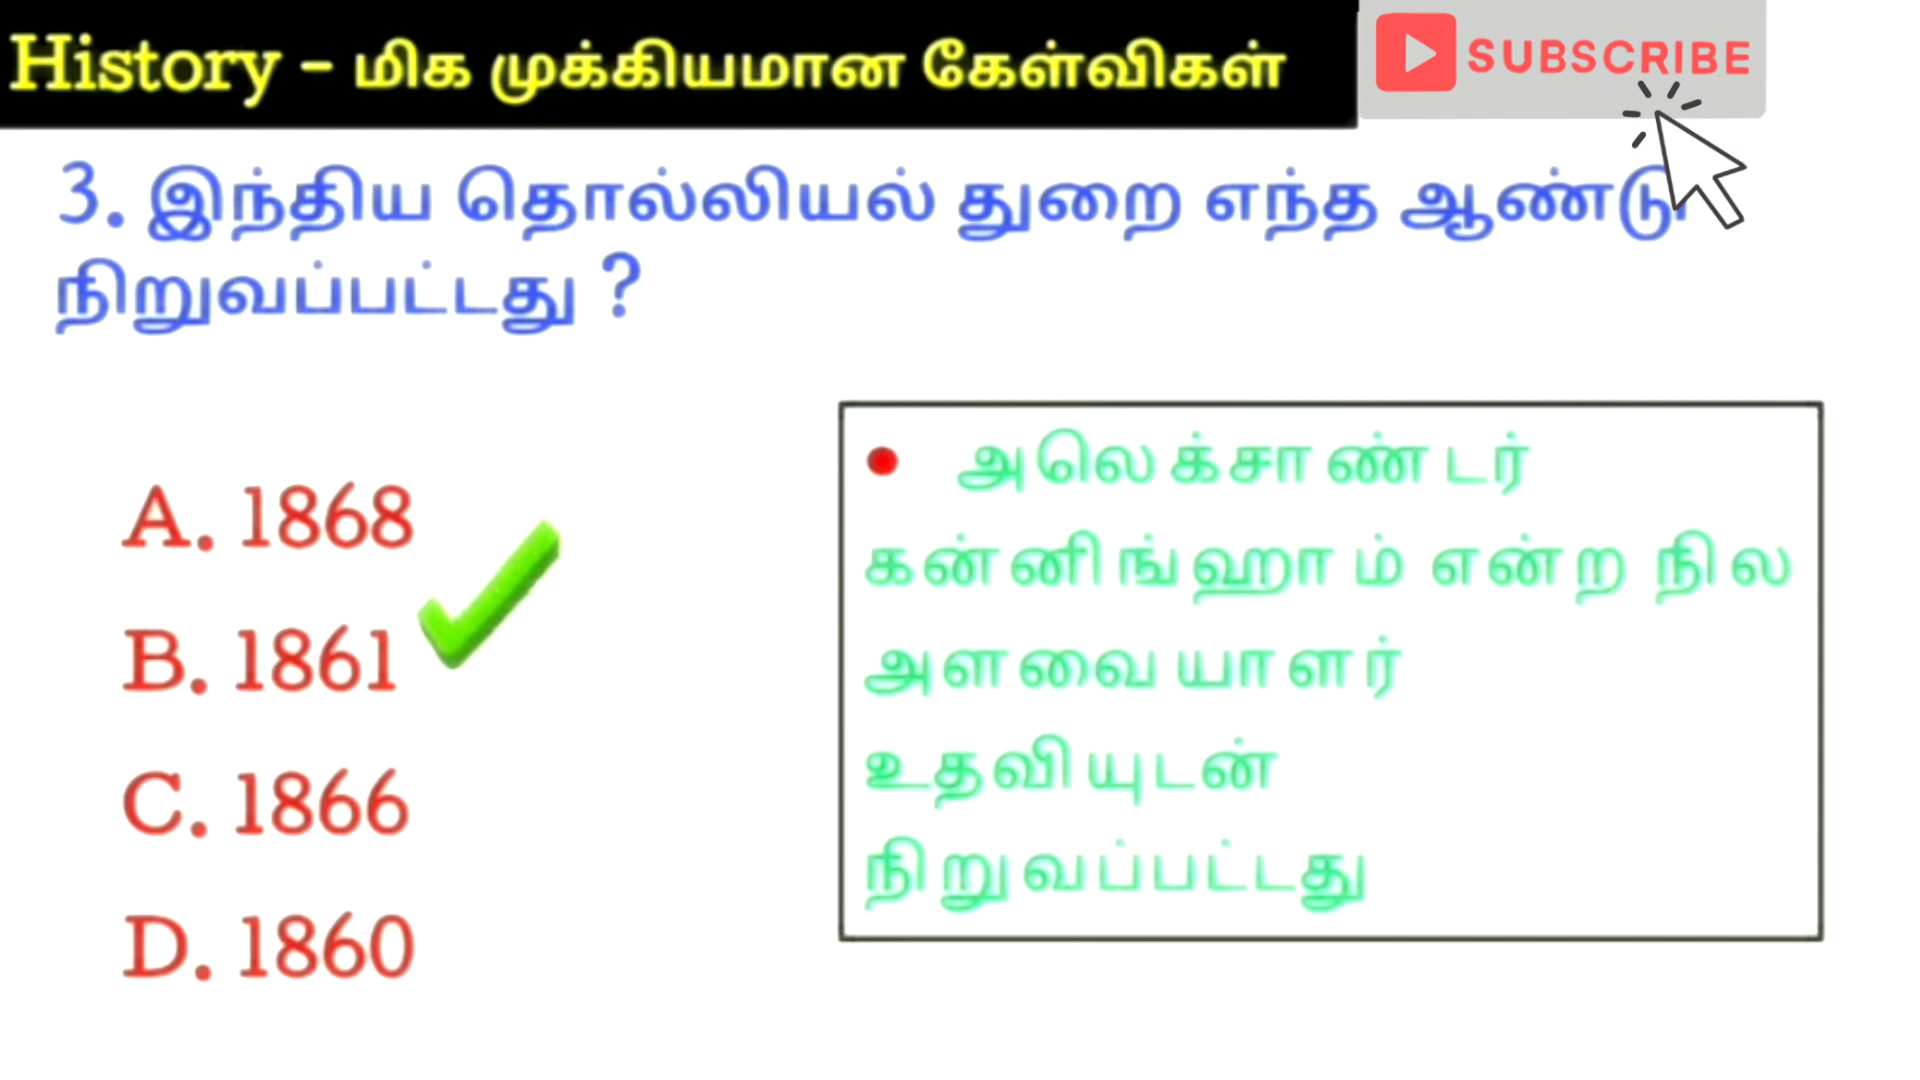 History - மிக முக்கியமான கேள்விகள்
SUBSCRIBE
3. இந்திய தொல்லியல் துறை எந்த ஆண்டு
நிறுவப்பட்டது ?
A. 1868
B. 1861
C. 1866
D. 1860
• அலெக்சாண்டர்
கன்னிங்ஹாம் என்ற நில
அளவையாளர்
உதவியுடன்
நிறுவப்பட்டது